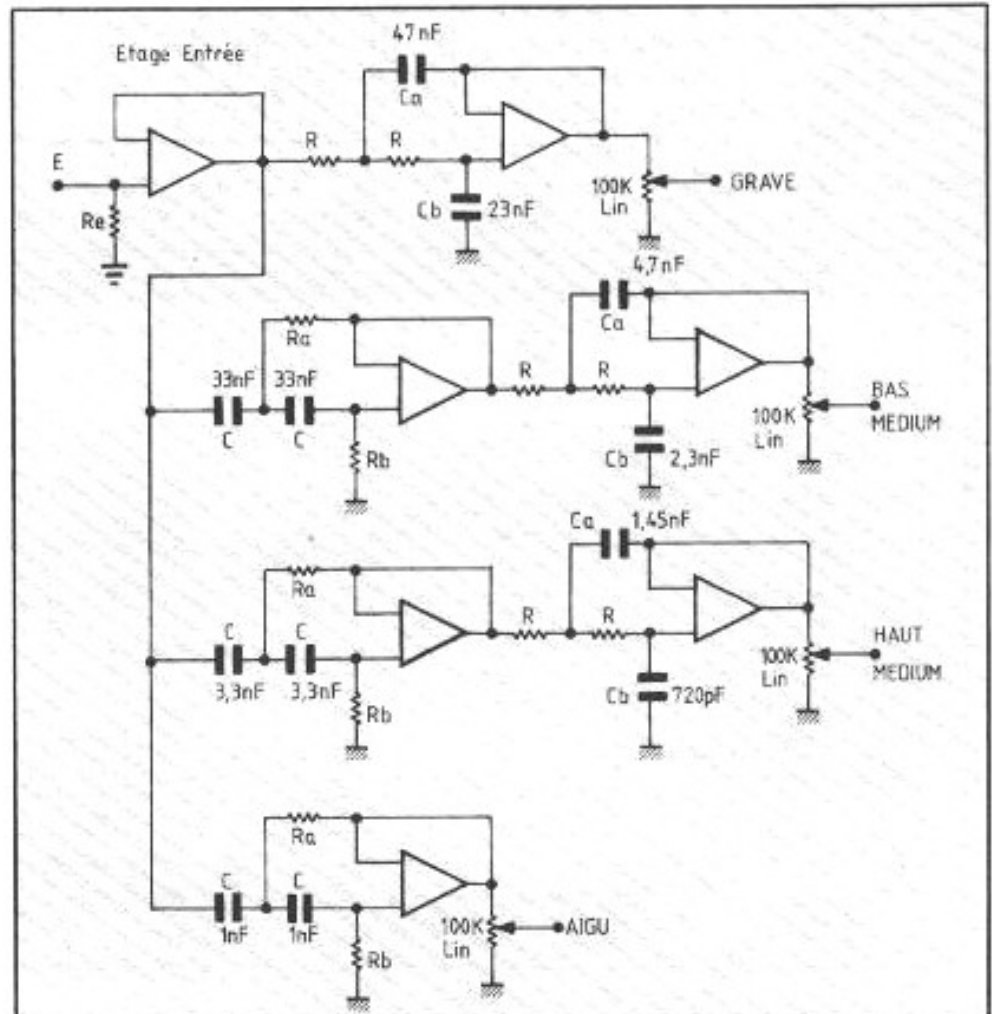 Etage Entrée
47nF
Ca
R
R
E
Re
Cb
23nF
100K
Lin
GRAVE
4,7nF
Ca
Ra
33nF
33nF
C
C
Rb
R
R
Cb
2,3nF
100K
Lin
BAS
MEDIUM
Ca
1,45nF
Ra
C
C
3,3nF
3,3nF
Rb
R
R
Cb
720pF
100K
Lin
HAUT
MEDIUM
Ra
C
C
1nF
1nF
Rb
100K
Lin
AIGU